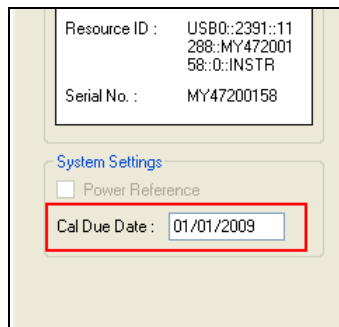 Resource ID : USB0::2391::11
288::MY472001
58::0::INSTR
Serial No. : MY47200158
System Settings
Power Reference
Cal Due Date : 01/01/2009